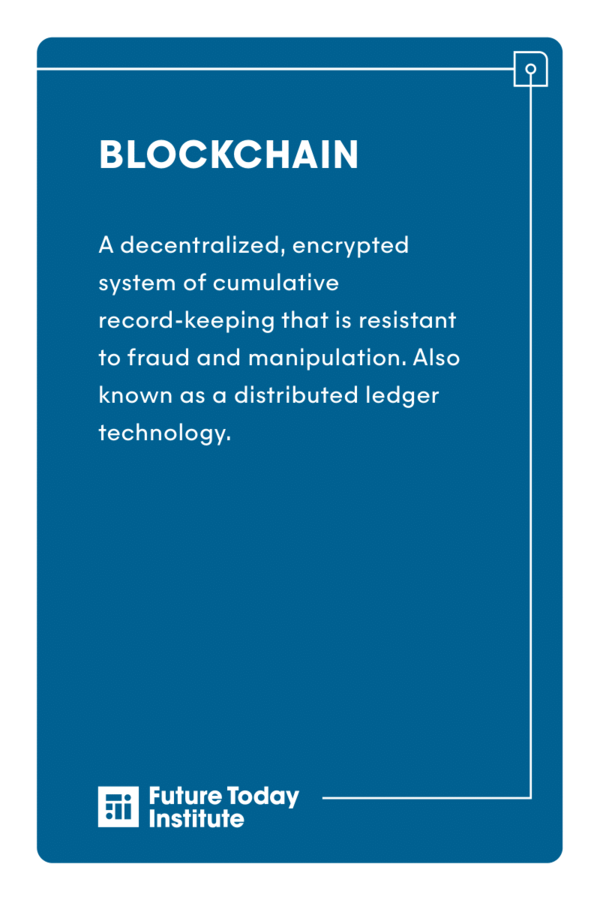 BLOCKCHAIN
A decentralized, encrypted
system of cumulative
record-keeping that is resistant
to fraud and manipulation. Also
known as a distributed ledger
technology.
Future Today
Institute